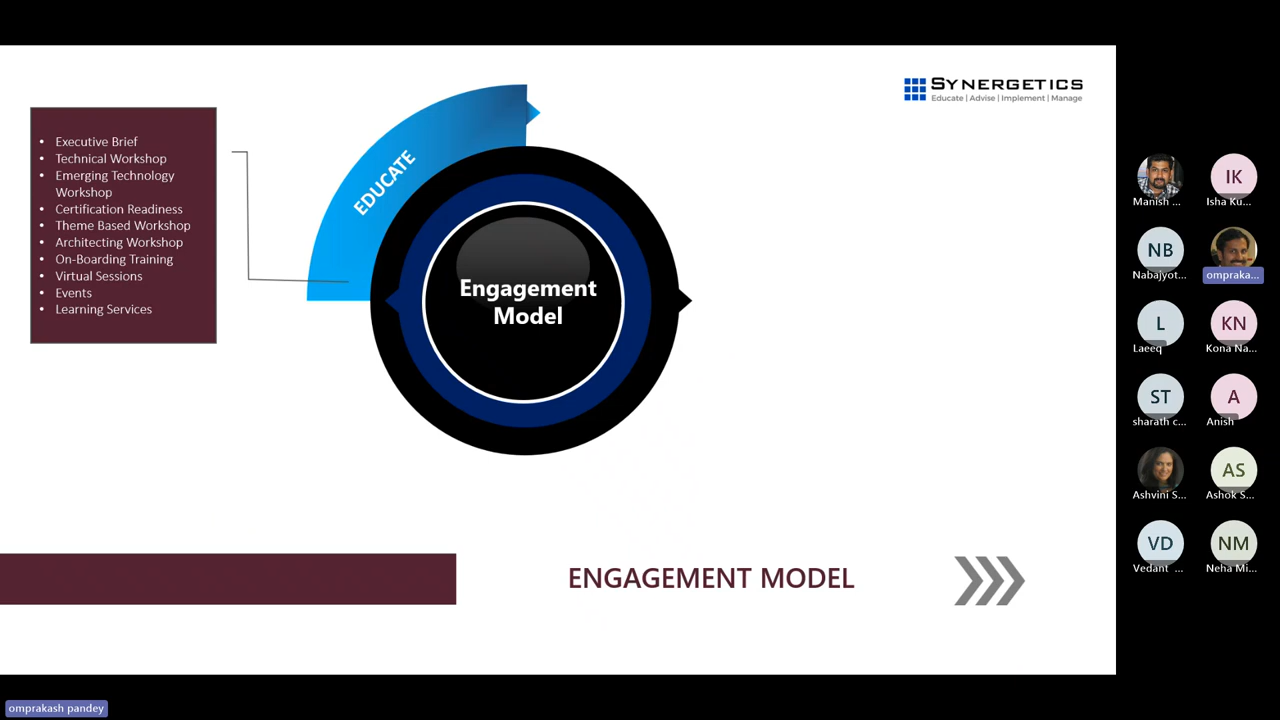 SYNERGETICS
Educate | Advise | Implement | Manage
• Executive Brief
• Technical Workshop
• Emerging Technology
Workshop
• Certification Readiness
• Theme Based Workshop
• Architecting Workshop
• On-Boarding Training
• Virtual Sessions
• Events
• Learning Services
EDUCATE
Engagement
Model
ENGAGEMENT MODEL
Manish ...
IK
Isha Ku...
NB
Nabajyot...
ompraka...
L
Laeeq
KN
Kona Na...
ST
sharath c...
A
Anish
Ashvini S...
AS
Ashok S...
VD
Vedant ...
NM
Neha Mi...
omprakash pandey